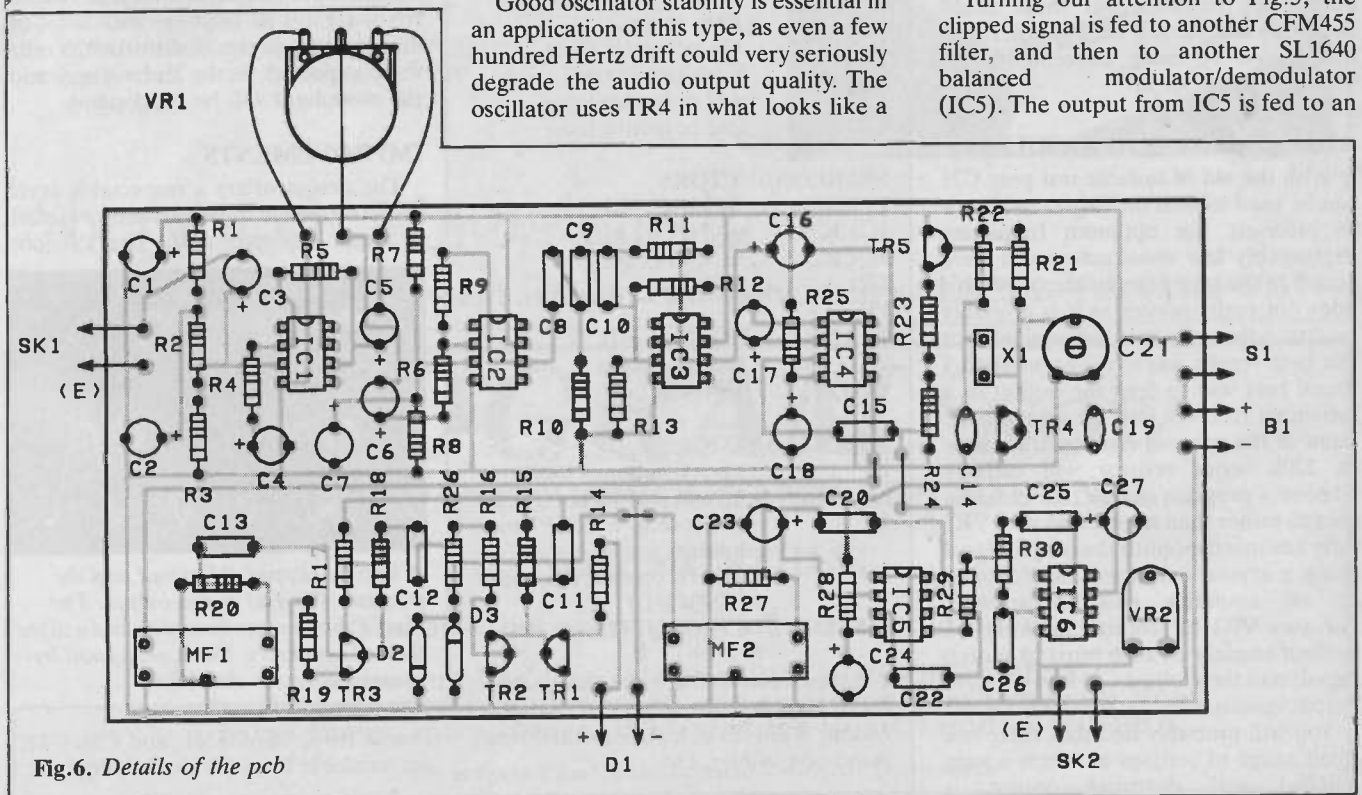 Good oscillator stability is essential in
an application of this type, as even a few
hundred Hertz drift could very seriously
degrade the audio output quality. The
oscillator uses TR4 in what looks like a
Turning our attention to Fig.5, the
clipped signal is fed to another CFM455
filter, and then to another SL1640
balanced modulator/demodulator
(IC5). The output from IC5 is fed to an
VR1
R1 R5 R7 C9 R11 C16 TR5 R22
C1 C3 C5 R9 R12 R25 R23 R21
SK1 R2 IC1 IC2 C8 C10 IC3 IC4 X1 C21 S1
(E) R4 R6 C17 +
C2 R3 C4 C7 C6 R8 R10 R13 C18 C15 R24 C14 TR4 C19 B1
C13 R18 R26 R16 R15 R14 C23 C20 C25 C27
R20 R17 C12 D3 C11 R27 R28 IC5 R29 R30 IC6 VR2
MF1 R19 TR3 D2 TR2 TR1 MF2 C24 C22 C26
+ D1 (E) SK2
Fig.6. Details of the pcb